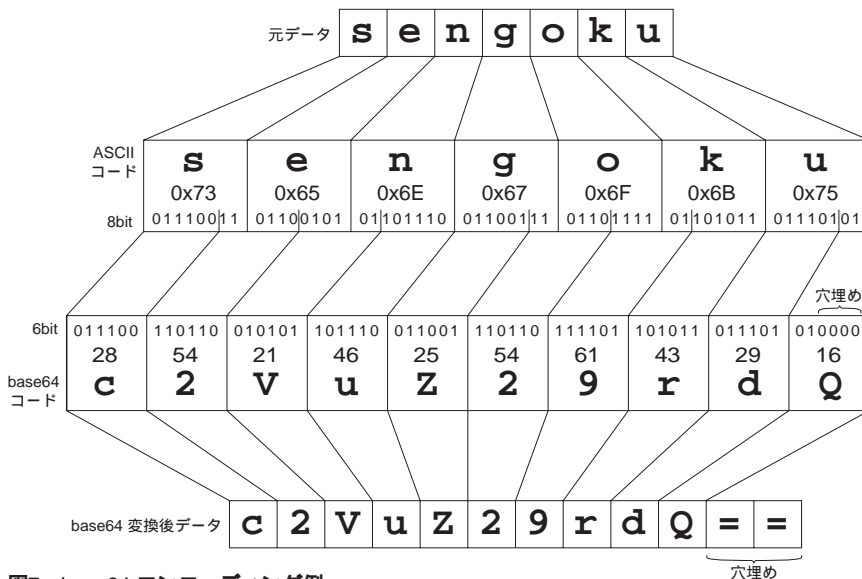 元データ s e n g o k u
ASCII
コード
s e n g o k u
0x73 0x65 0x6E 0x67 0x6F 0x6B 0x75
8bit 01110011 01100101 01101110 01100111 01101111 01101011 01110101
穴埋め
6bit 011100 110110 010101 101110 011001 110110 111101 101011 011101 010000
28 54 21 46 25 54 61 43 29 16
base64
コード
c 2 V u Z 2 9 r d Q
base64 変換後データ c 2 V u Z 2 9 r d Q = =
穴埋め